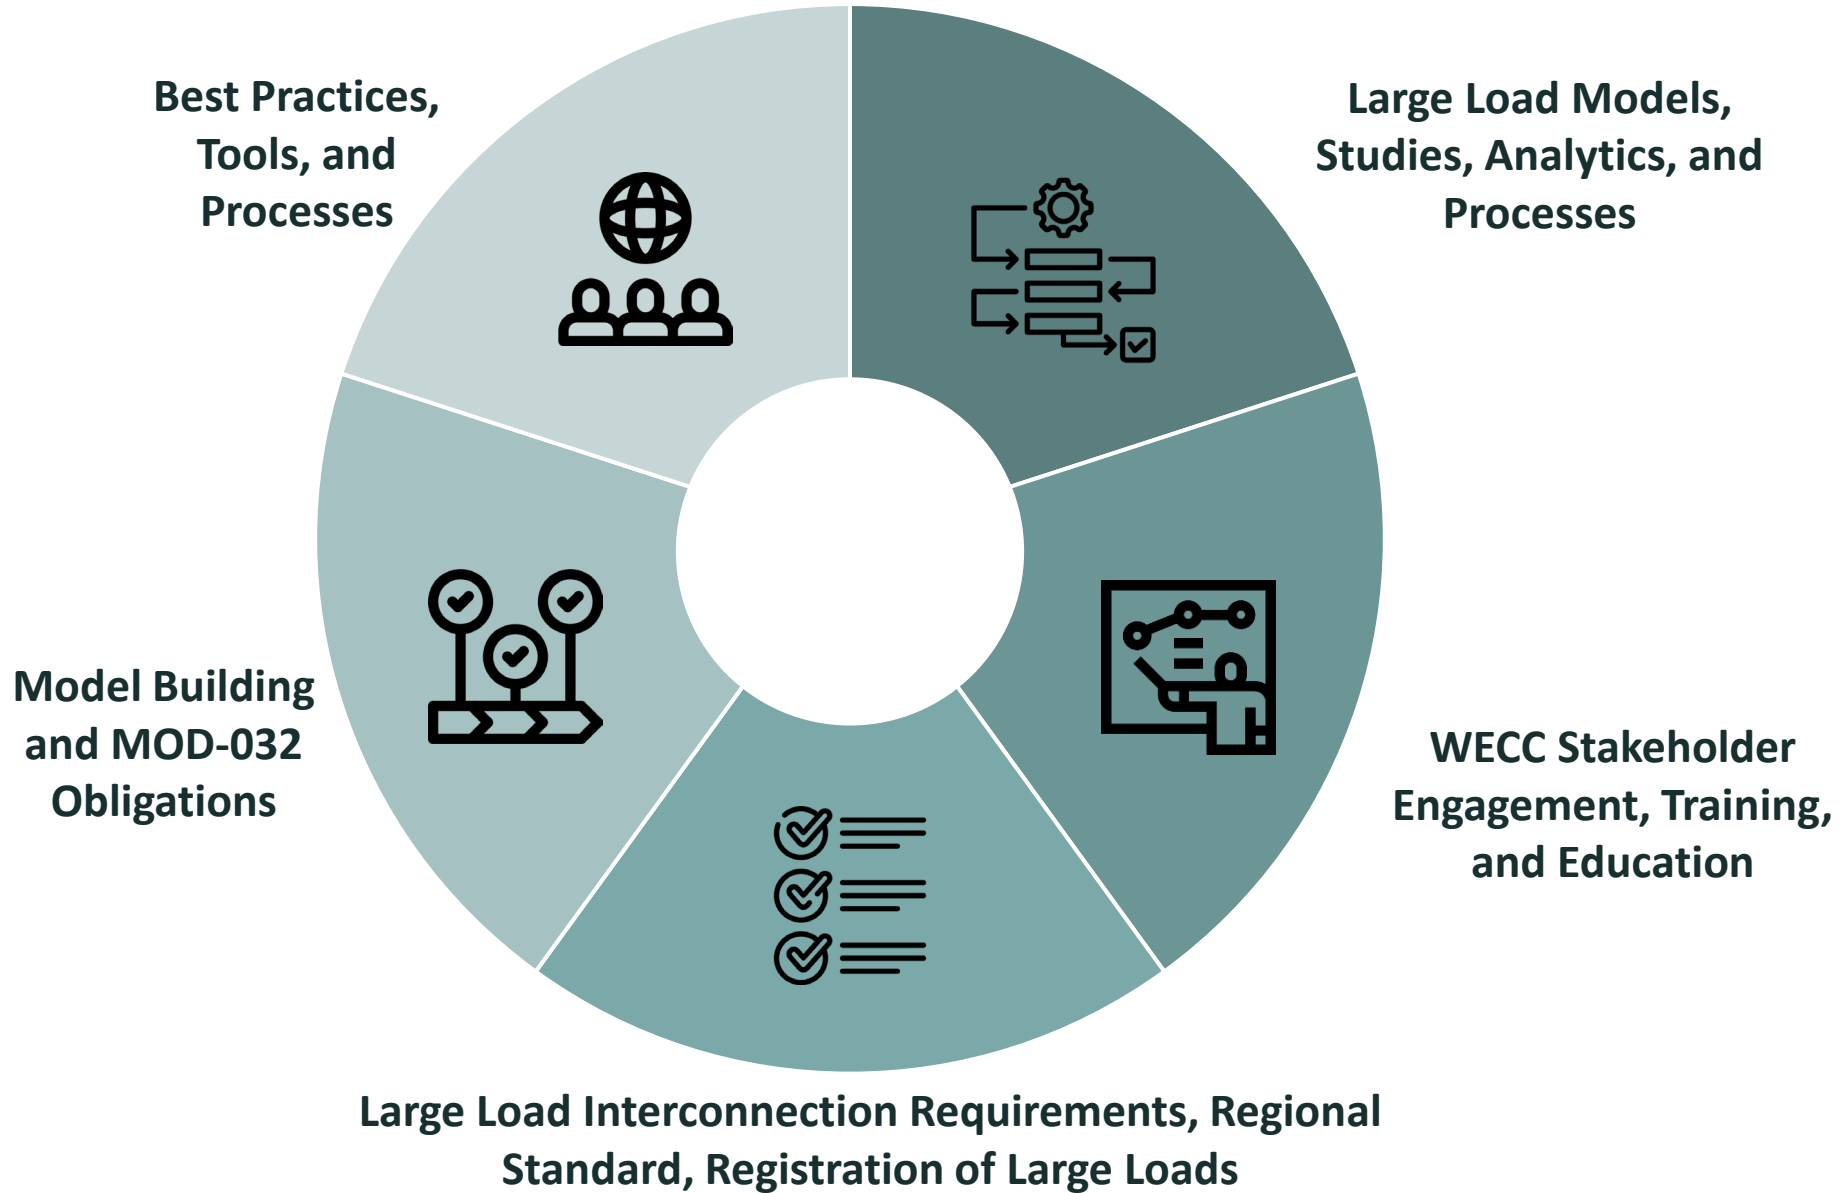 Best Practices,
Tools, and
Processes
Large Load Models,
Studies, Analytics, and
Processes
Model Building
and MOD-032
Obligations
WECC Stakeholder
Engagement, Training,
and Education
Large Load Interconnection Requirements, Regional
Standard, Registration of Large Loads